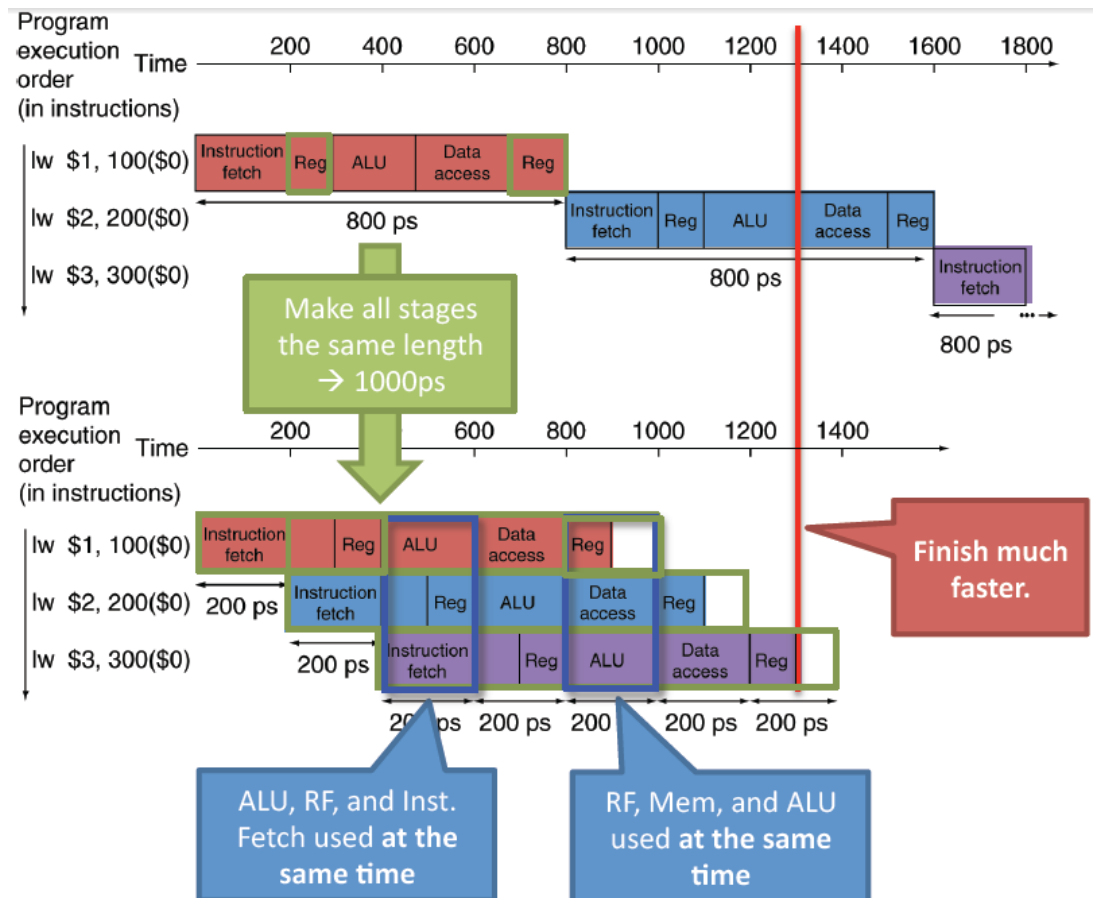 Program
execution
order
(in instructions)
Time
200 400 600 800 1000 1200 1400 1600 1800
lw $1, 100($0)
Instruction
fetch
Reg
ALU
Data
access
Reg
800 ps
lw $2, 200($0)
Instruction
fetch
Reg
ALU
Data
access
Reg
800 ps
lw $3, 300($0)
Instruction
fetch
...
800 ps
Make all stages
the same length
→ 1000ps
Program
execution
order
(in instructions)
Time
200 400 600 800 1000 1200 1400
lw $1, 100($0)
Instruction
fetch
Reg
ALU
Data
access
Reg
200 ps
lw $2, 200($0)
Instruction
fetch
Reg
ALU
Data
access
Reg
200 ps
lw $3, 300($0)
Instruction
fetch
Reg
ALU
Data
access
Reg
200 ps 200 ps 200 200 ps 200 ps
Finish much
faster.
ALU, RF, and Inst.
Fetch used at the
same time
RF, Mem, and ALU
used at the same
time